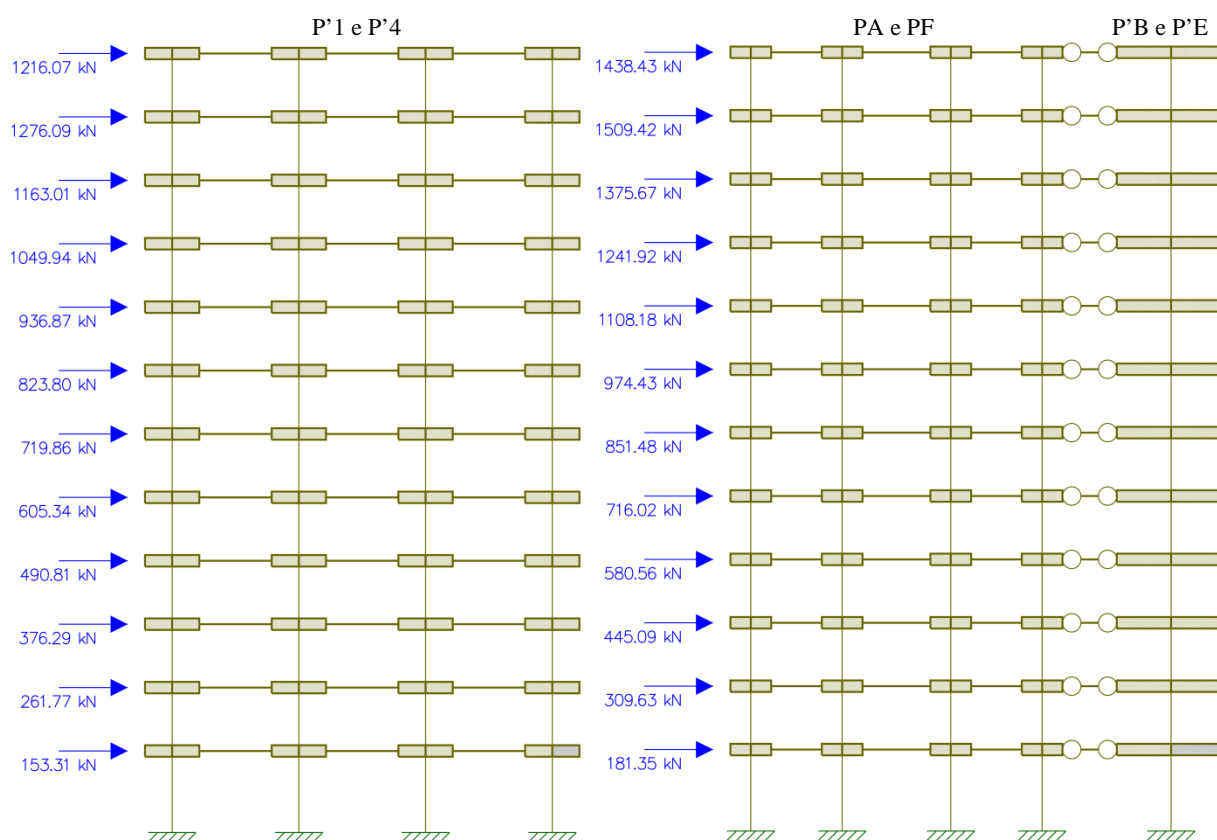 P'1 e P'4
PA e PF
P'B e P'E
1216.07 kN
1276.09 kN
1163.01 kN
1049.94 kN
936.87 kN
823.80 kN
719.86 kN
605.34 kN
490.81 kN
376.29 kN
261.77 kN
153.31 kN
1438.43 kN
1509.42 kN
1375.67 kN
1241.92 kN
1108.18 kN
974.43 kN
851.48 kN
716.02 kN
580.56 kN
445.09 kN
309.63 kN
181.35 kN